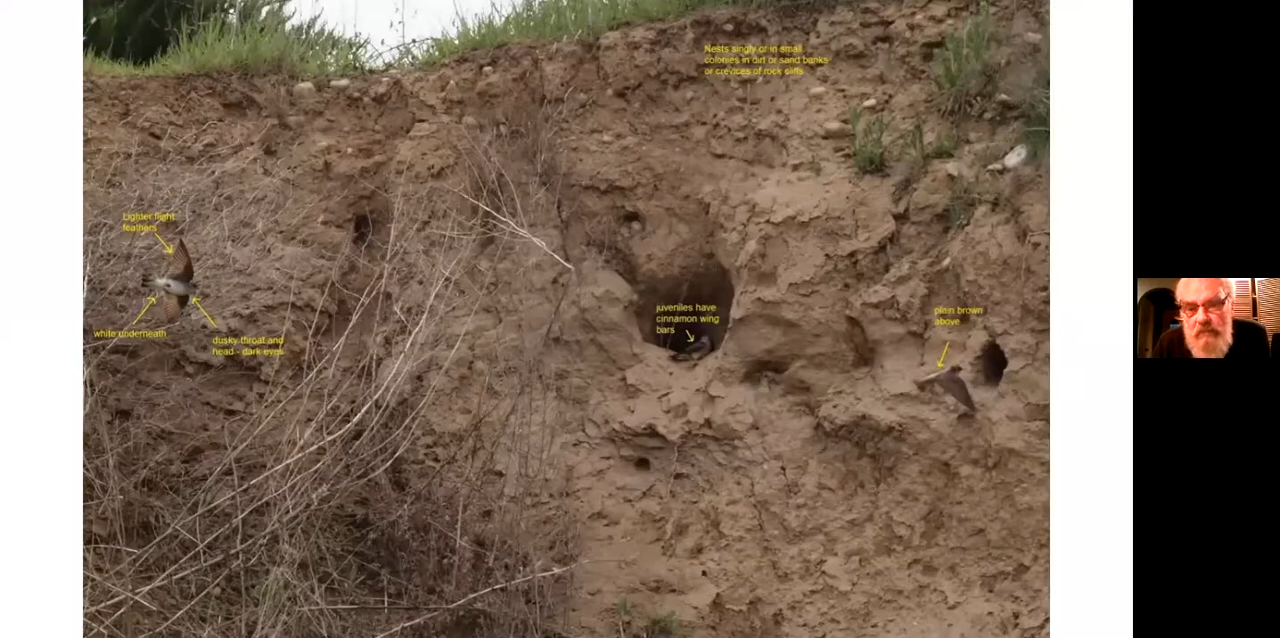 Nests singly or in small
colonies in dirt or sand banks
or crevices of rock cliffs
Lighter flight
feathers
white underneath
dusky throat and
head - dark eyes
juveniles have
cinnamon wing
bars
plain brown
above